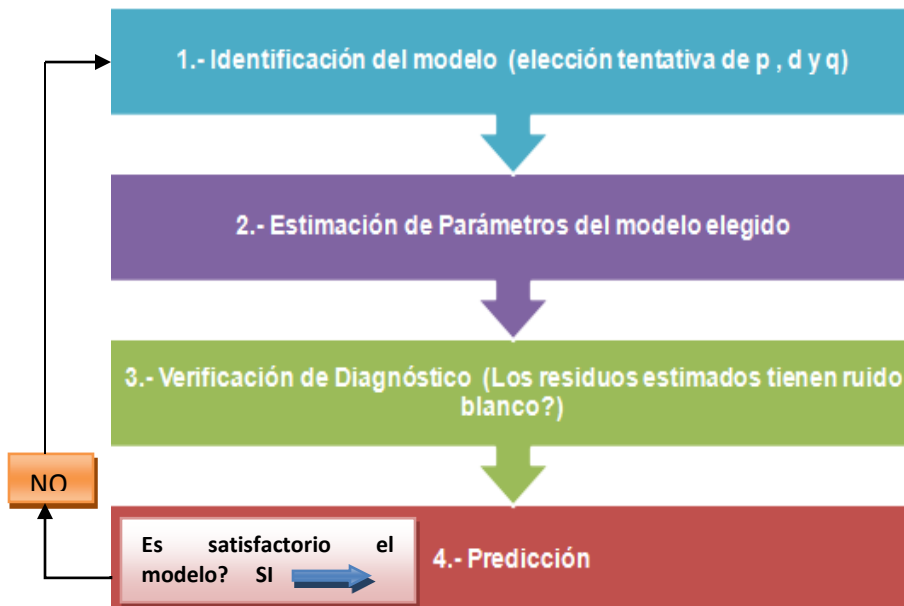 1.- Identificación del modelo (elección tentativa de p , d y q)
2.- Estimación de Parámetros del modelo elegido
3.- Verificación de Diagnóstico (Los residuos estimados tienen ruido
blanco?)
NO
Es satisfactorio el
modelo? SI
4.- Predicción